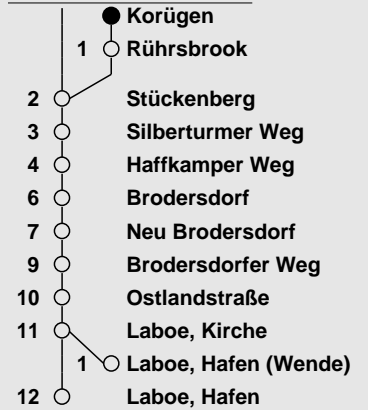 Korügen
1 Rührsbrook
2 Stückenberg
3 Silberturmer Weg
4 Haffkamper Weg
6 Brodersdorf
7 Neu Brodersdorf
9 Brodersdorfer Weg
10 Ostlandstraße
11 Laboe, Kirche
1 Laboe, Hafen (Wende)
12 Laboe, Hafen